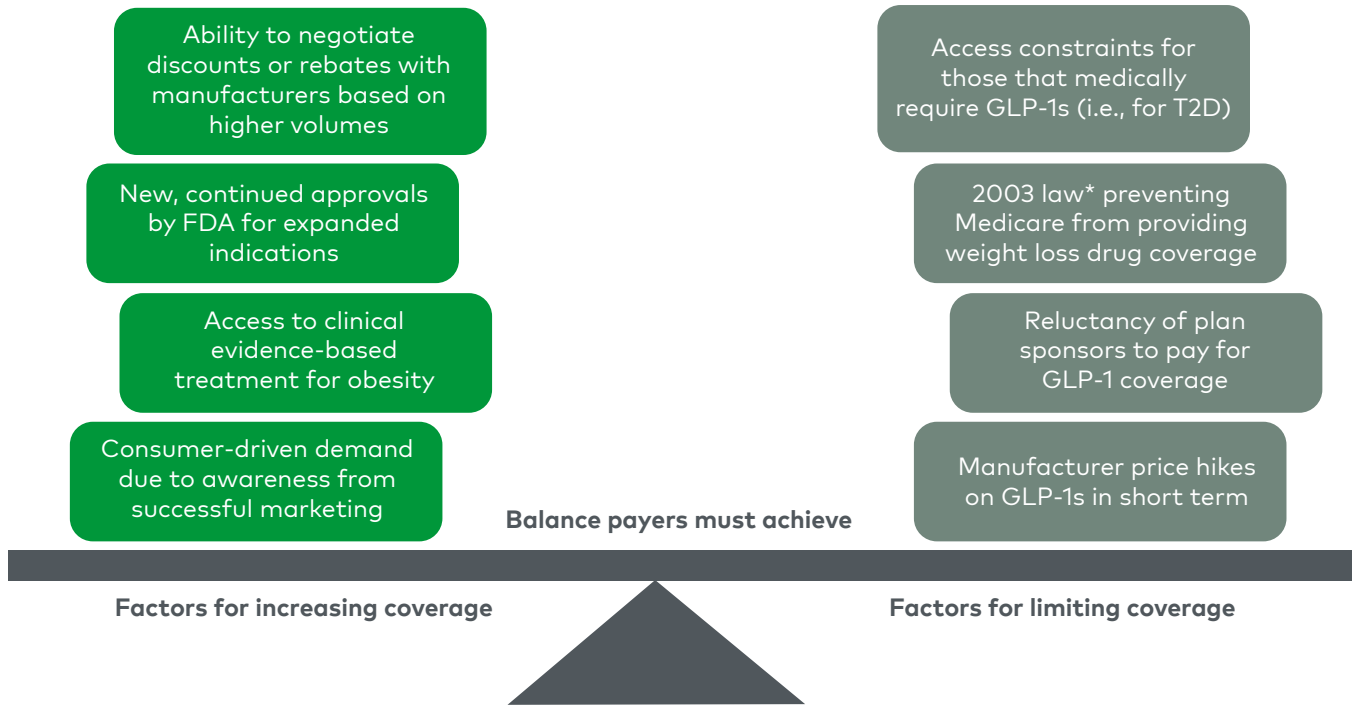 Ability to negotiate
discounts or rebates with
manufacturers based on
higher volumes
New, continued approvals
by FDA for expanded
indications
Access to clinical
evidence-based
treatment for obesity
Consumer-driven demand
due to awareness from
successful marketing
Access constraints for
those that medically
require GLP-1s (i.e., for T2D)
2003 law* preventing
Medicare from providing
weight loss drug coverage
Reluctancy of plan
sponsors to pay for
GLP-1 coverage
Manufacturer price hikes
on GLP-1s in short term
Balance payers must achieve
Factors for increasing coverage
Factors for limiting coverage